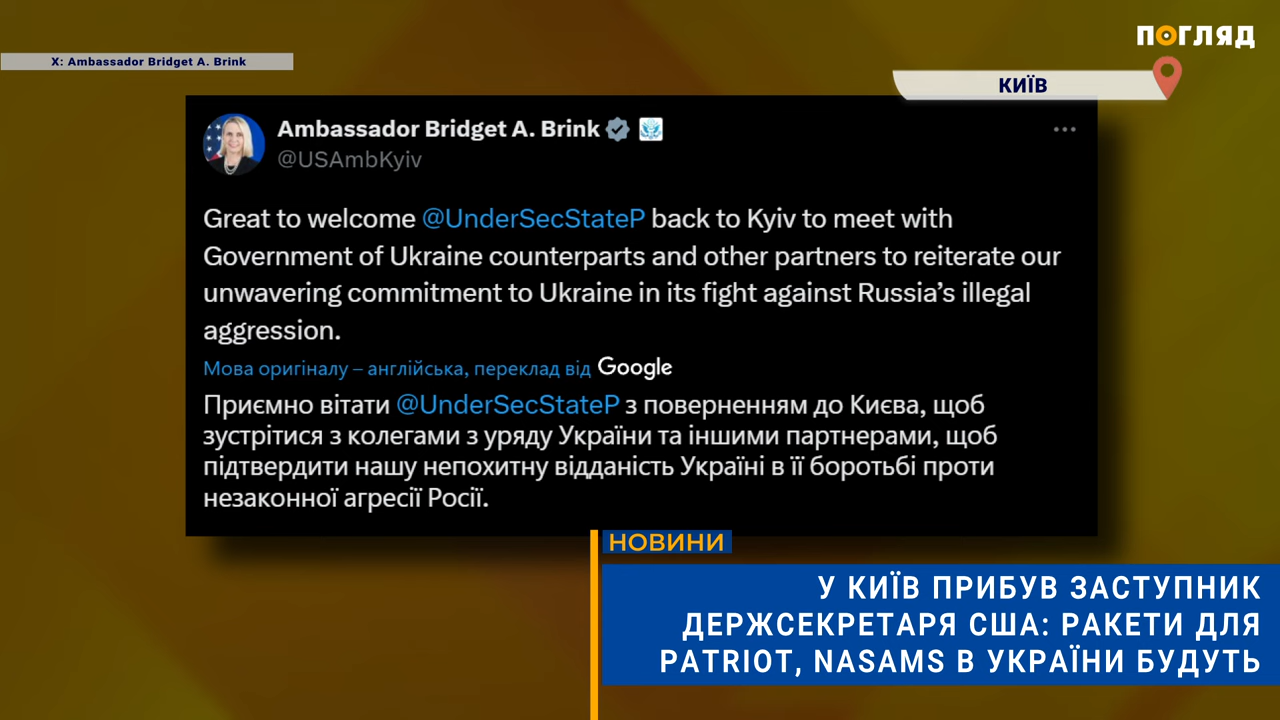 ПОГЛЯД
X: Ambassador Bridget A. Brink
КИЇВ
Ambassador Bridget A. Brink
@USAmbKyiv
Great to welcome @UnderSecStateP back to Kyiv to meet with
Government of Ukraine counterparts and other partners to reiterate our
unwavering commitment to Ukraine in its fight against Russia’s illegal
aggression.
Мова оригіналу – англійська, переклад від Google
Приємно вітати @UnderSecStateP з поверненням до Києва, щоб
зустрітися з колегами з уряду України та іншими партнерами, щоб
підтвердити нашу непохитну відданість Україні в її боротьбі проти
незаконної агресії Росії.
НОВИНИ
У КИЇВ ПРИБУВ ЗАСТУПНИК
ДЕРЖСЕКРЕТАРЯ США: РАКЕТИ ДЛЯ
PATRIOT, NASAMS В УКРАЇНИ БУДУТЬ